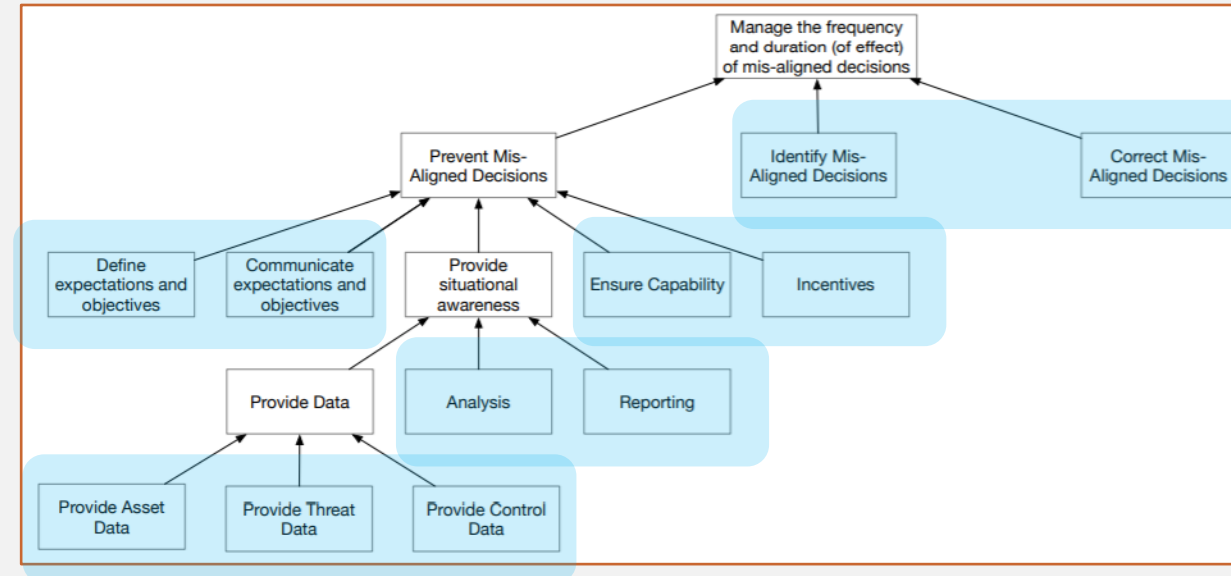 Manage the frequency
and duration (of effect)
of mis-aligned decisions
Prevent Mis-
Aligned Decisions
Identify Mis-
Aligned Decisions
Correct Mis-
Aligned Decisions
Define
expectations and
objectives
Communicate
expectations and
objectives
Provide
situational
awareness
Ensure Capability
Incentives
Provide Data
Analysis
Reporting
Provide Asset
Data
Provide Threat
Data
Provide Control
Data